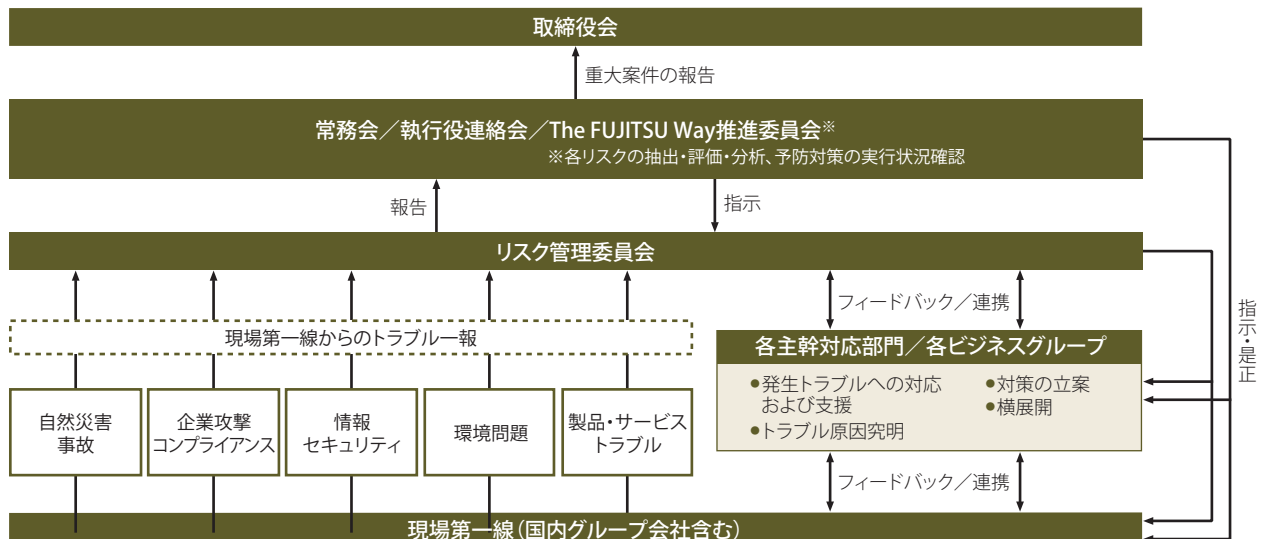 取締役会
重大案件の報告
常務会／執行役連絡会／The FUJITSU Way推進委員会※
※各リスクの抽出・評価・分析、予防対策の実行状況確認
報告
指示
リスク管理委員会
フィードバック／連携
現場第一線からのトラブル一報
指示・是正
各主幹対応部門／各ビジネスグループ
●発生トラブルへの対応
および支援
●トラブル原因究明
●対策の立案
●横展開
自然災害
事故
企業攻撃
コンプライアンス
情報
セキュリティ
環境問題
製品・サービス
トラブル
フィードバック／連携
現場第一線（国内グループ会社含む）